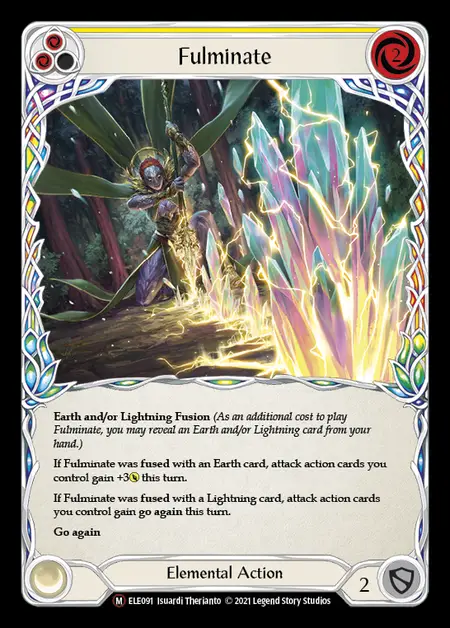 Fulminate
2
Earth and/or Lightning Fusion (As an additional cost to play
Fulminate, you may reveal an Earth and/or Lightning card from your
hand.)
If Fulminate was fused with an Earth card, attack action cards you
control gain +3 this turn.
If Fulminate was fused with a Lightning card, attack action cards
you control gain go again this turn.
Go again
Elemental Action
2
M ELE091 Isuardi Therianto © 2021 Legend Story Studios